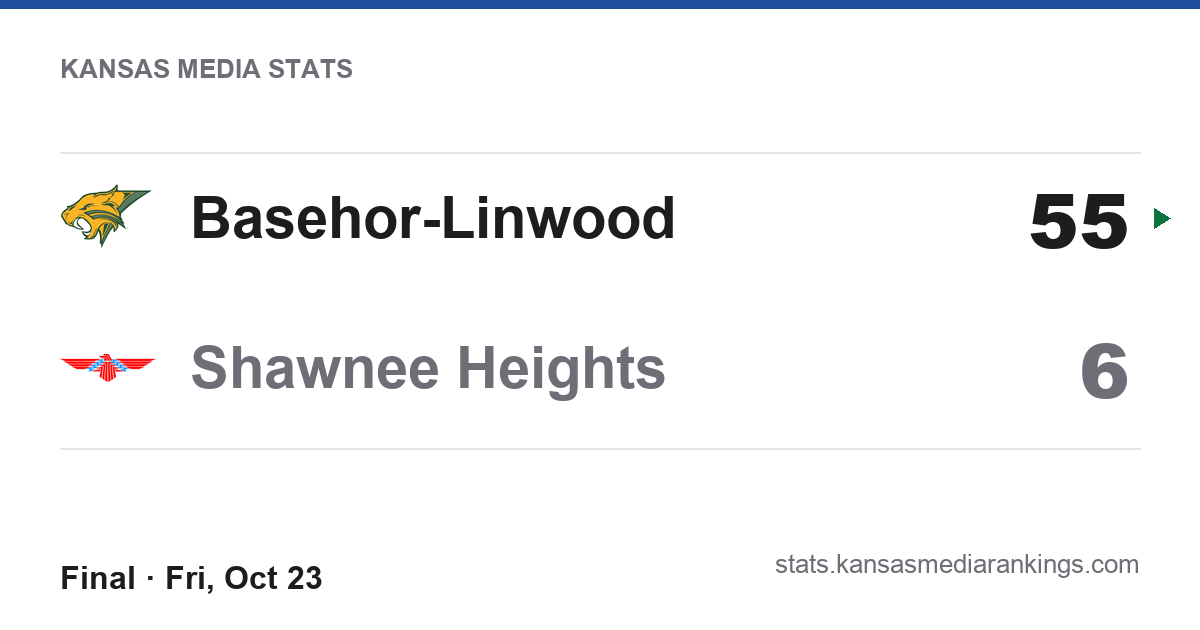 KANSAS MEDIA STATS
Basehor-Linwood 55
Shawnee Heights 6
Final · Fri, Oct 23
stats.kansasmediarankings.com